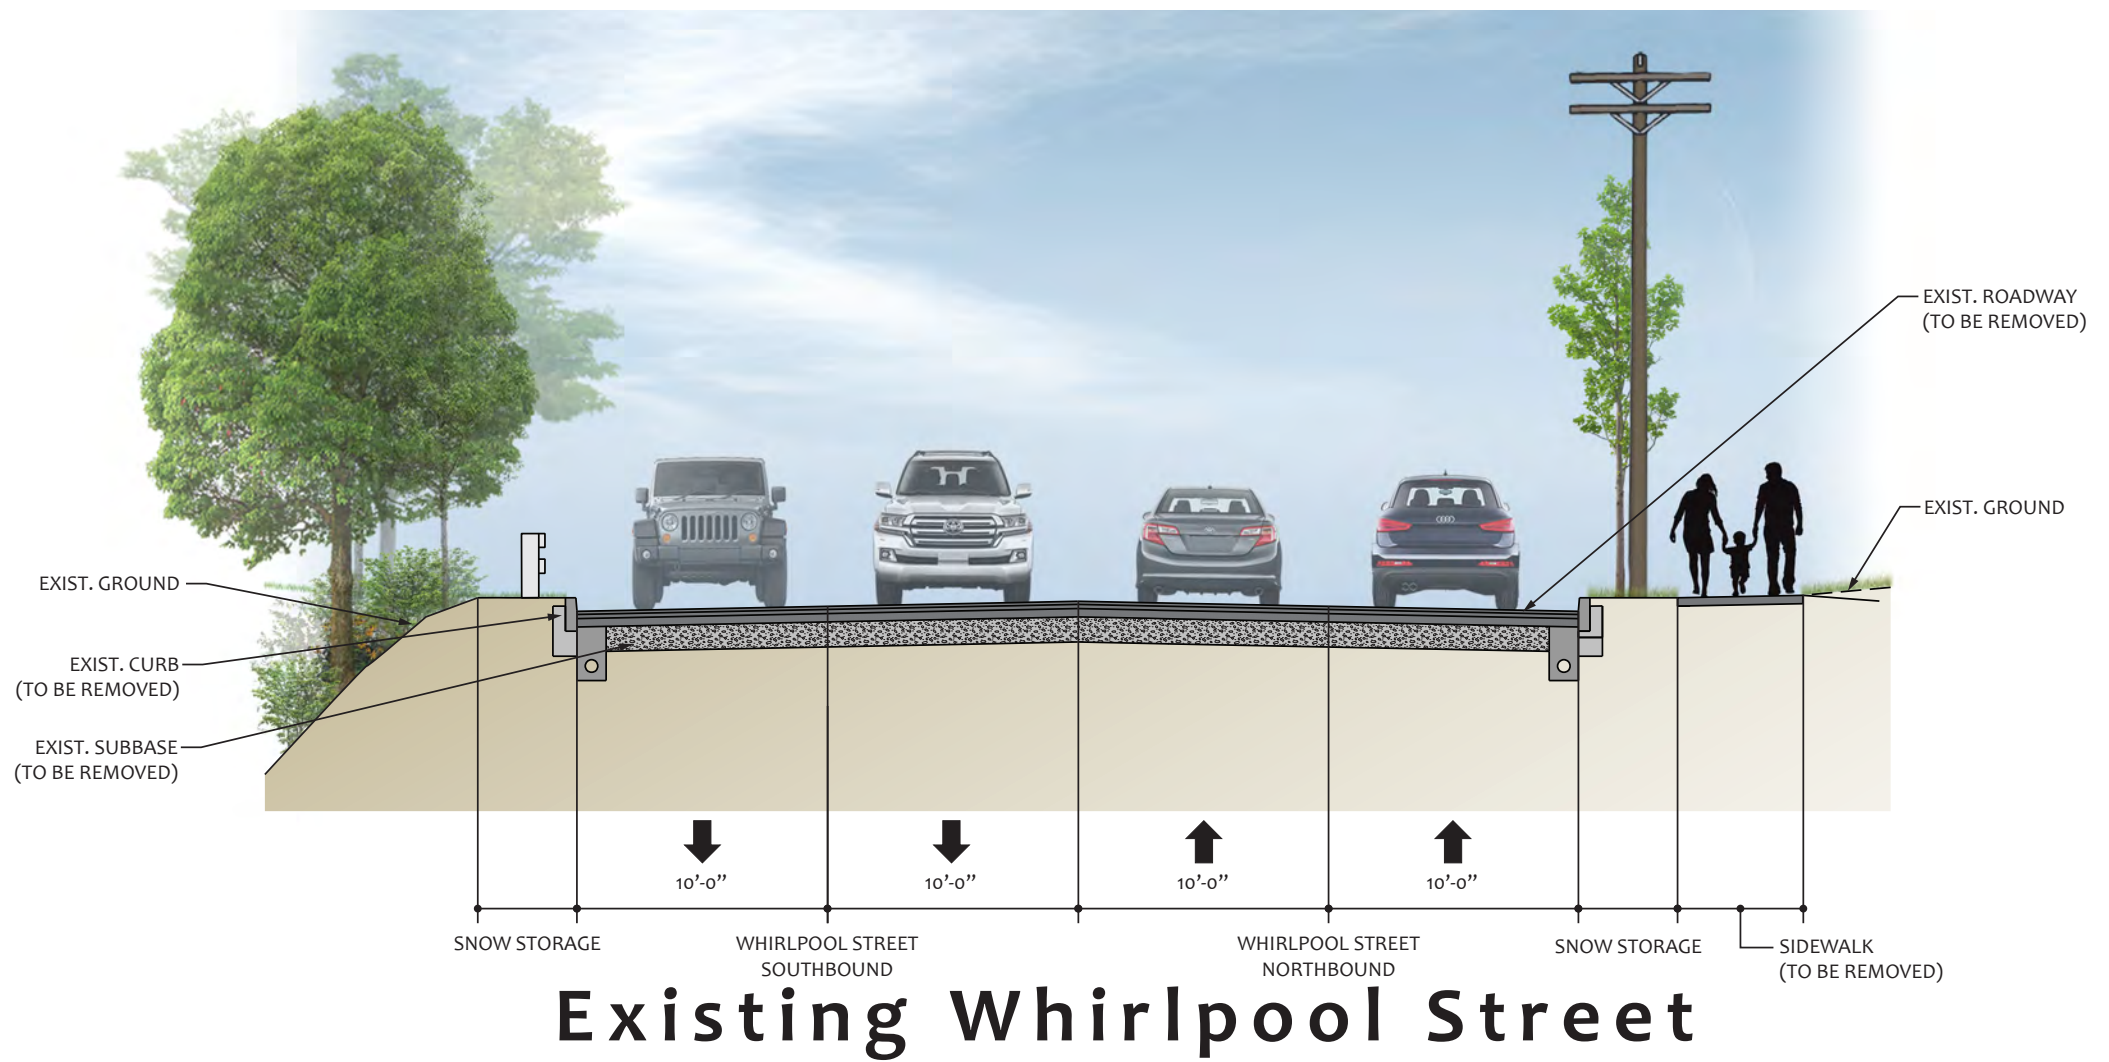 EXIST. ROADWAY
(TO BE REMOVED)
EXIST. GROUND
EXIST. GROUND
EXIST. CURB
(TO BE REMOVED)
EXIST. SUBBASE
(TO BE REMOVED)
10’-0”
10’-0”
10’-0”
10’-0”
SNOW STORAGE
WHIRLPOOL STREET
SOUTHBOUND
WHIRLPOOL STREET
NORTHBOUND
SNOW STORAGE
SIDEWALK
(TO BE REMOVED)
Existing Whirlpool Street